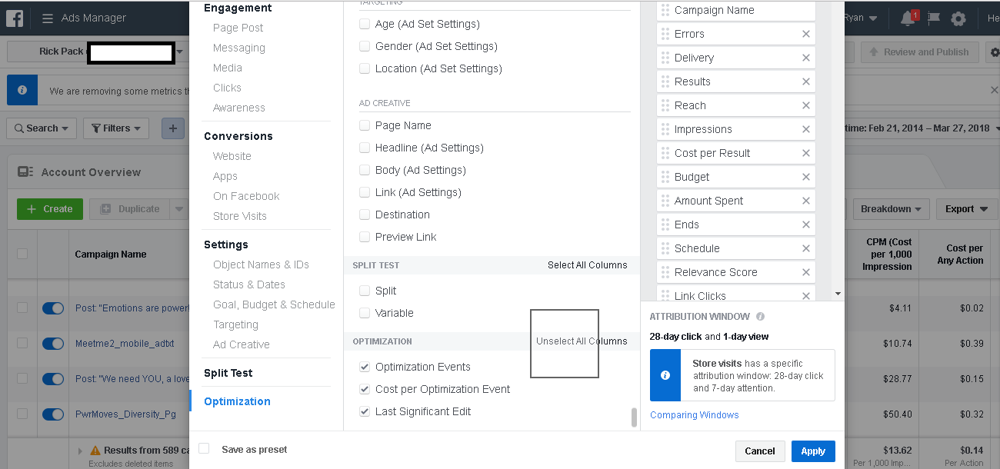 Ads Manager
Ryan
1
He
Rick Pack
Review and Publish
We are removing some metrics th
Search
Filters
+
time: Feb 21, 2014 – Mar 27, 2018
Account Overview
+ Create
Duplicate
Breakdown
Export
Campaign Name
CPM (Cost
per 1,000
Impression
Cost per
Any Action
Post: "Emotions are power!
$4.11
$0.02
Meetme2_mobile_adtxt
$10.74
$0.39
Post: "We need YOU, a love
$28.77
$0.15
PwrMoves_Diversity_Pg
$50.40
$0.32
Results from 589 ca
Excludes deleted items
$13.62
Per 1,000 Imp...
$0.14
Per Action
Engagement
Page Post
Messaging
Media
Clicks
Awareness
Conversions
Website
Apps
On Facebook
Store Visits
Settings
Object Names & IDs
Status & Dates
Goal, Budget & Schedule
Targeting
Ad Creative
Split Test
Optimization
TARGETING
Age (Ad Set Settings)
Gender (Ad Set Settings)
Location (Ad Set Settings)
AD CREATIVE
Page Name
Headline (Ad Settings)
Body (Ad Settings)
Link (Ad Settings)
Destination
Preview Link
SPLIT TEST Select All Columns
Split
Variable
OPTIMIZATION Unselect All Columns
Optimization Events
Cost per Optimization Event
Last Significant Edit
Campaign Name
Errors
Delivery
Results
Reach
Impressions
Cost per Result
Budget
Amount Spent
Ends
Schedule
Relevance Score
Link Clicks
ATTRIBUTION WINDOW
28-day click and 1-day view
Store visits has a specific
attribution window: 28-day click
and 7-day attention.
Comparing Windows
Save as preset
Cancel
Apply